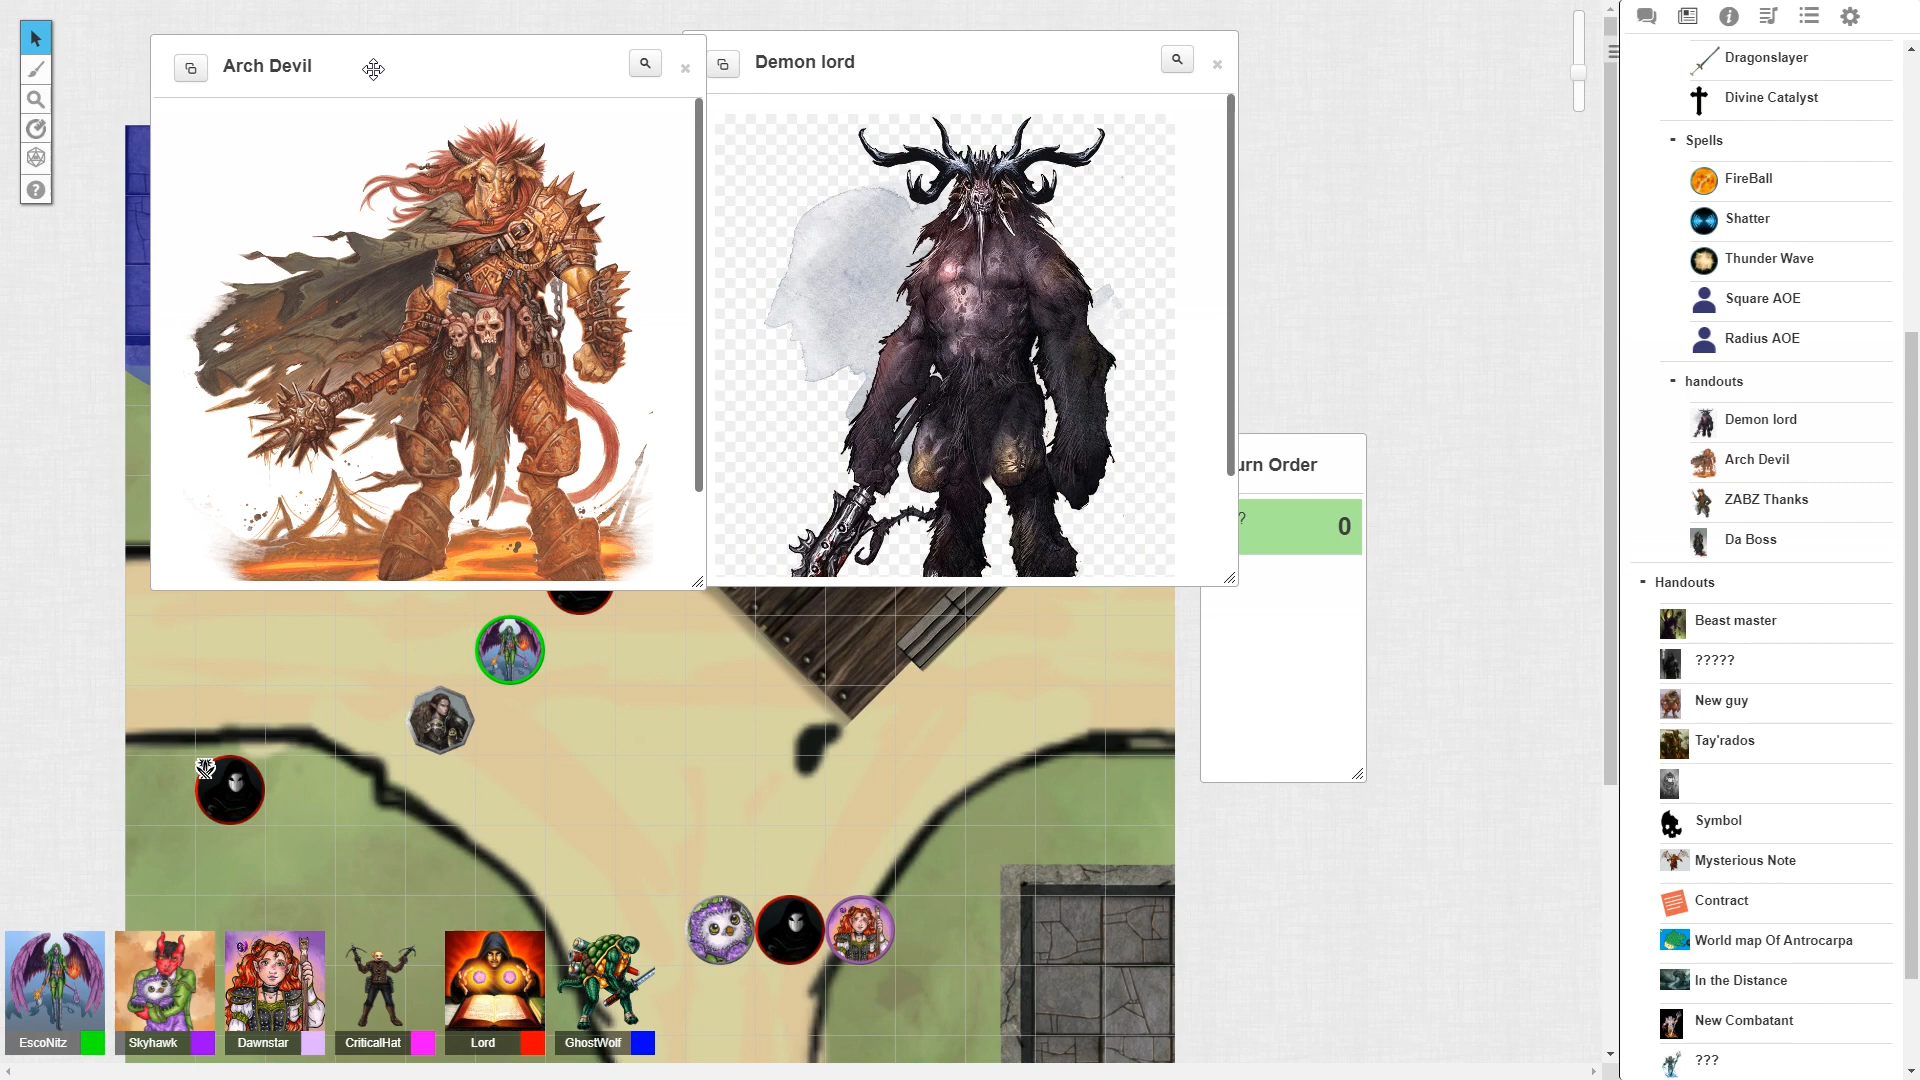 Arch Devil
Demon lord
urn Order
?
0
EscoNitz
Skyhawk
Dawnstar
CriticalHat
Lord
GhostWolf
Dragonslayer
Divine Catalyst
Spells
FireBall
Shatter
Thunder Wave
Square AOE
Radius AOE
handouts
Demon lord
Arch Devil
ZABZ Thanks
Da Boss
Handouts
Beast master
?????
New guy
Tay'rados
Symbol
Mysterious Note
Contract
World map Of Antrocarpa
In the Distance
New Combatant
???